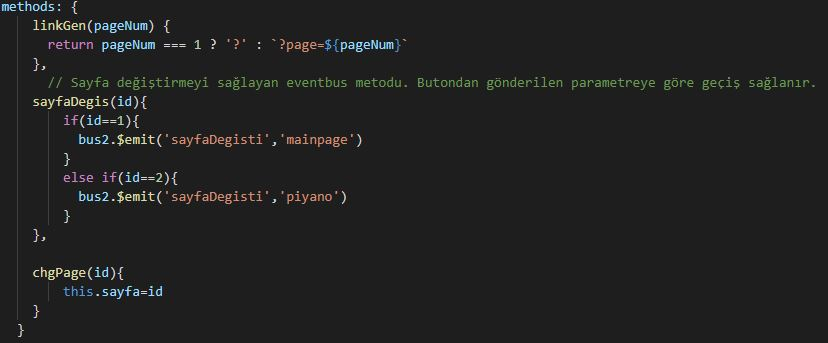 methods: {
linkGen(pageNum) {
return pageNum === 1 ? '?' : `?page=${pageNum}`
},
// Sayfa değiştirmeyi sağlayan eventbus metodu. Butondan gönderilen parametreye göre geçiş sağlanır.
sayfaDegis(id){
if(id==1){
bus2.$emit('sayfaDegisti','mainpage')
}
else if(id==2){
bus2.$emit('sayfaDegisti','piyano')
}
},
chgPage(id){
this.sayfa=id
}
}